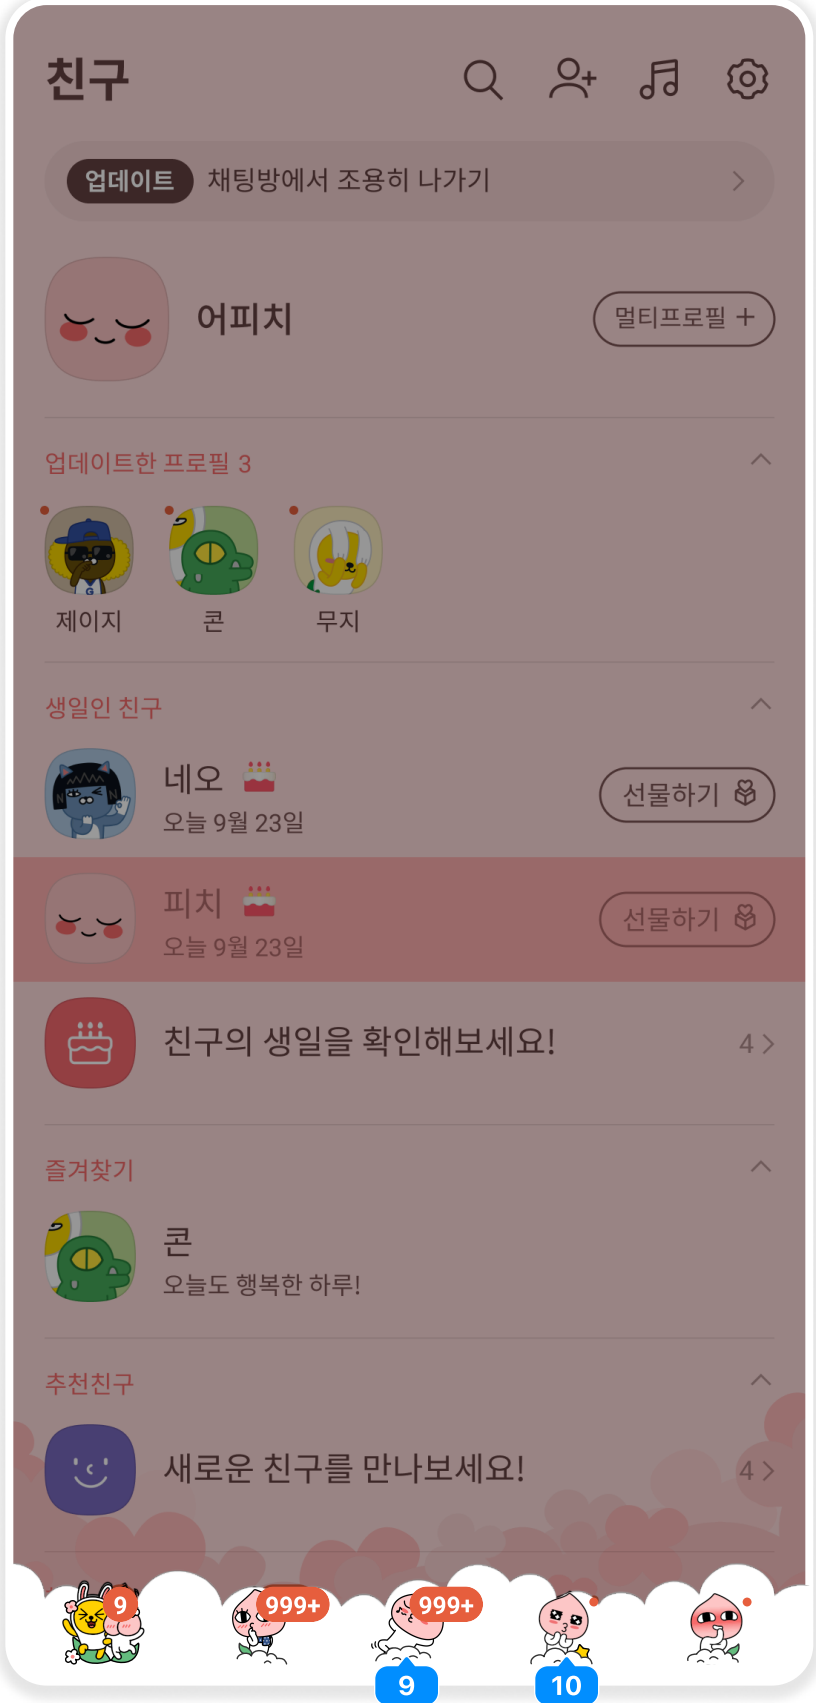 친구
업데이트 채팅방에서 조용히 나가기
어피치 멀티프로필 +
업데이트한 프로필 3
제이지 콘 무지
생일인 친구
네오 선물하기
오늘 9월 23일
피치 선물하기
오늘 9월 23일
친구의 생일을 확인해보세요! 4
즐겨찾기
콘
오늘도 행복한 하루!
추천친구
새로운 친구를 만나보세요! 4
9 999+ 999+
9 10